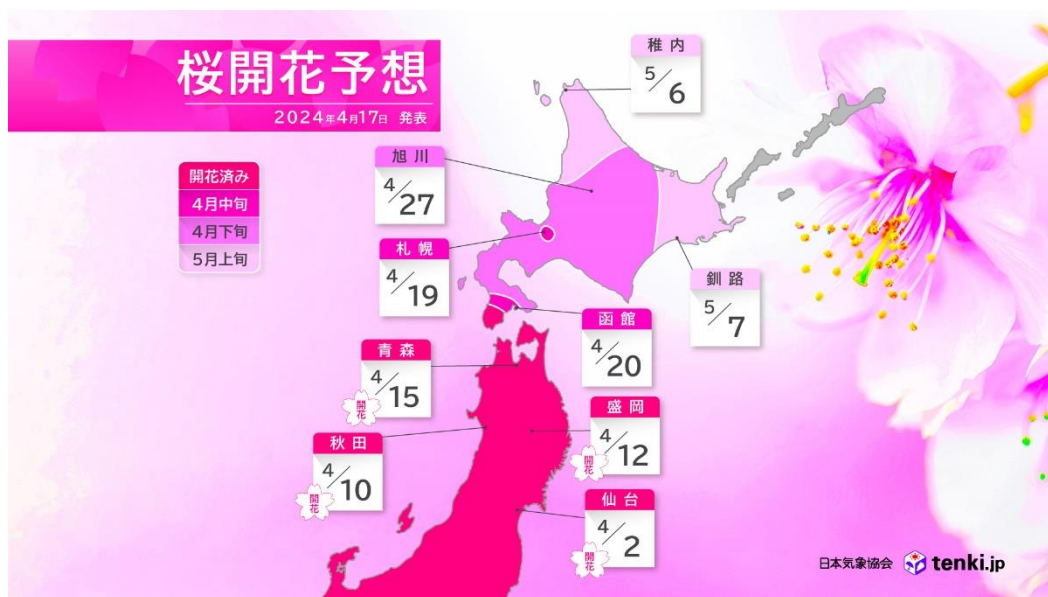 桜開花予想
2024年4月17日 発表
開花済み
4月中旬
4月下旬
5月上旬
稚内
5/6
旭川
4/27
札幌
4/19
釧路
5/7
函館
4/20
青森
4/15
開花
盛岡
4/12
開花
秋田
4/10
開花
仙台
4/2
開花
日本気象協会 tenki.jp